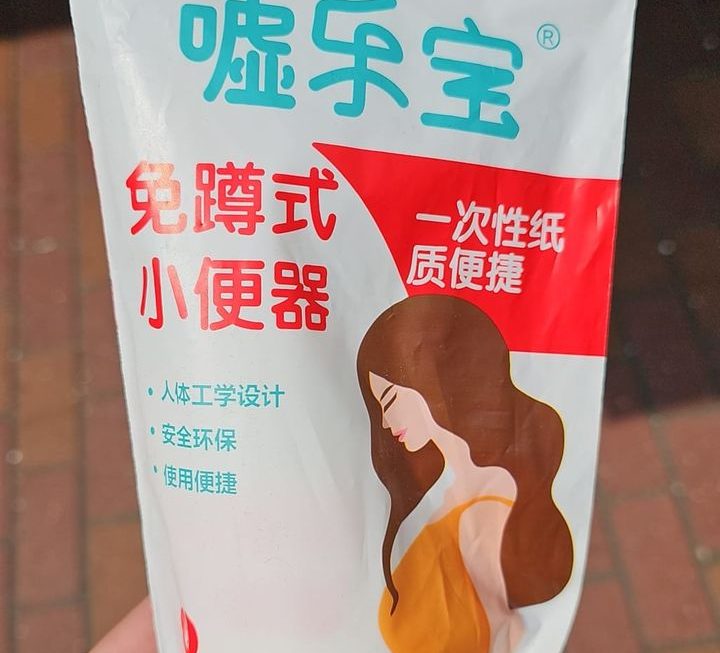 嘘乐宝®
免蹲式
小便器
一次性纸
质便捷
• 人体工学设计
• 安全环保
• 使用便捷